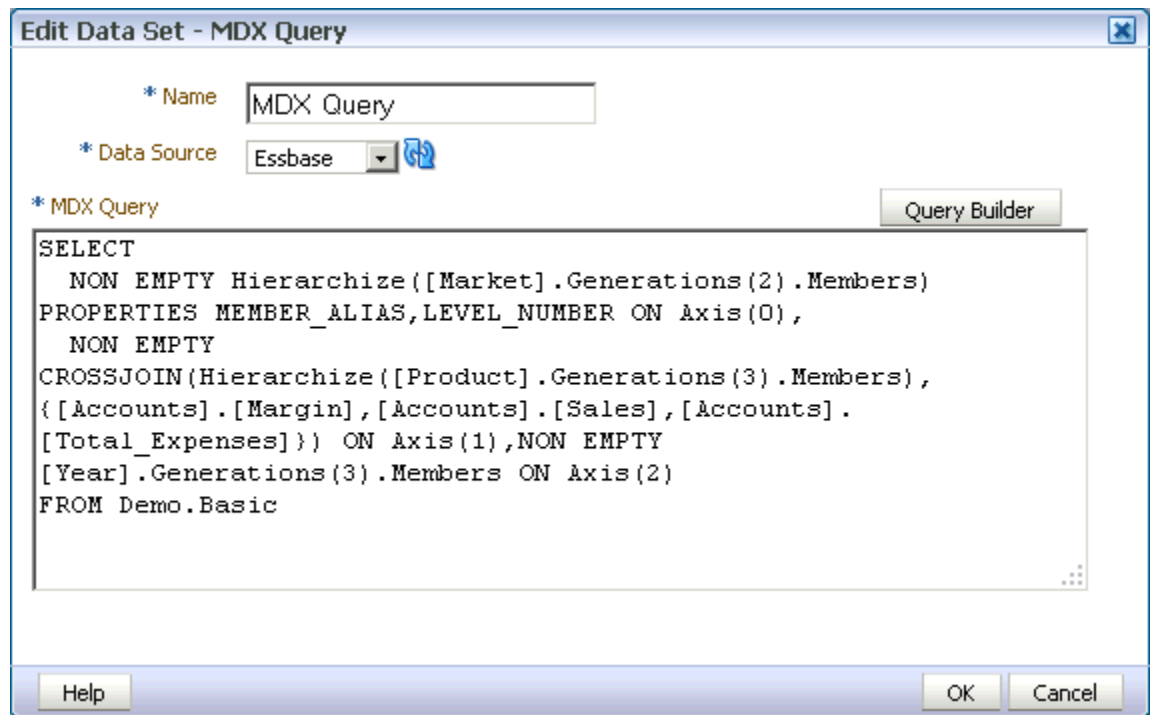 Edit Data Set - MDX Query
* Name
MDX Query
* Data Source
Essbase
* MDX Query
Query Builder
SELECT
NON EMPTY Hierarchize([Market].Generations(2).Members)
PROPERTIES MEMBER_ALIAS,LEVEL_NUMBER ON Axis(0),
NON EMPTY
CROSSJOIN(Hierarchize([Product].Generations(3).Members),
{[Accounts].[Margin],[Accounts].[Sales],[Accounts].
[Total_Expenses]}) ON Axis(1),NON EMPTY
[Year].Generations(3).Members ON Axis(2)
FROM Demo.Basic
Help
OK
Cancel